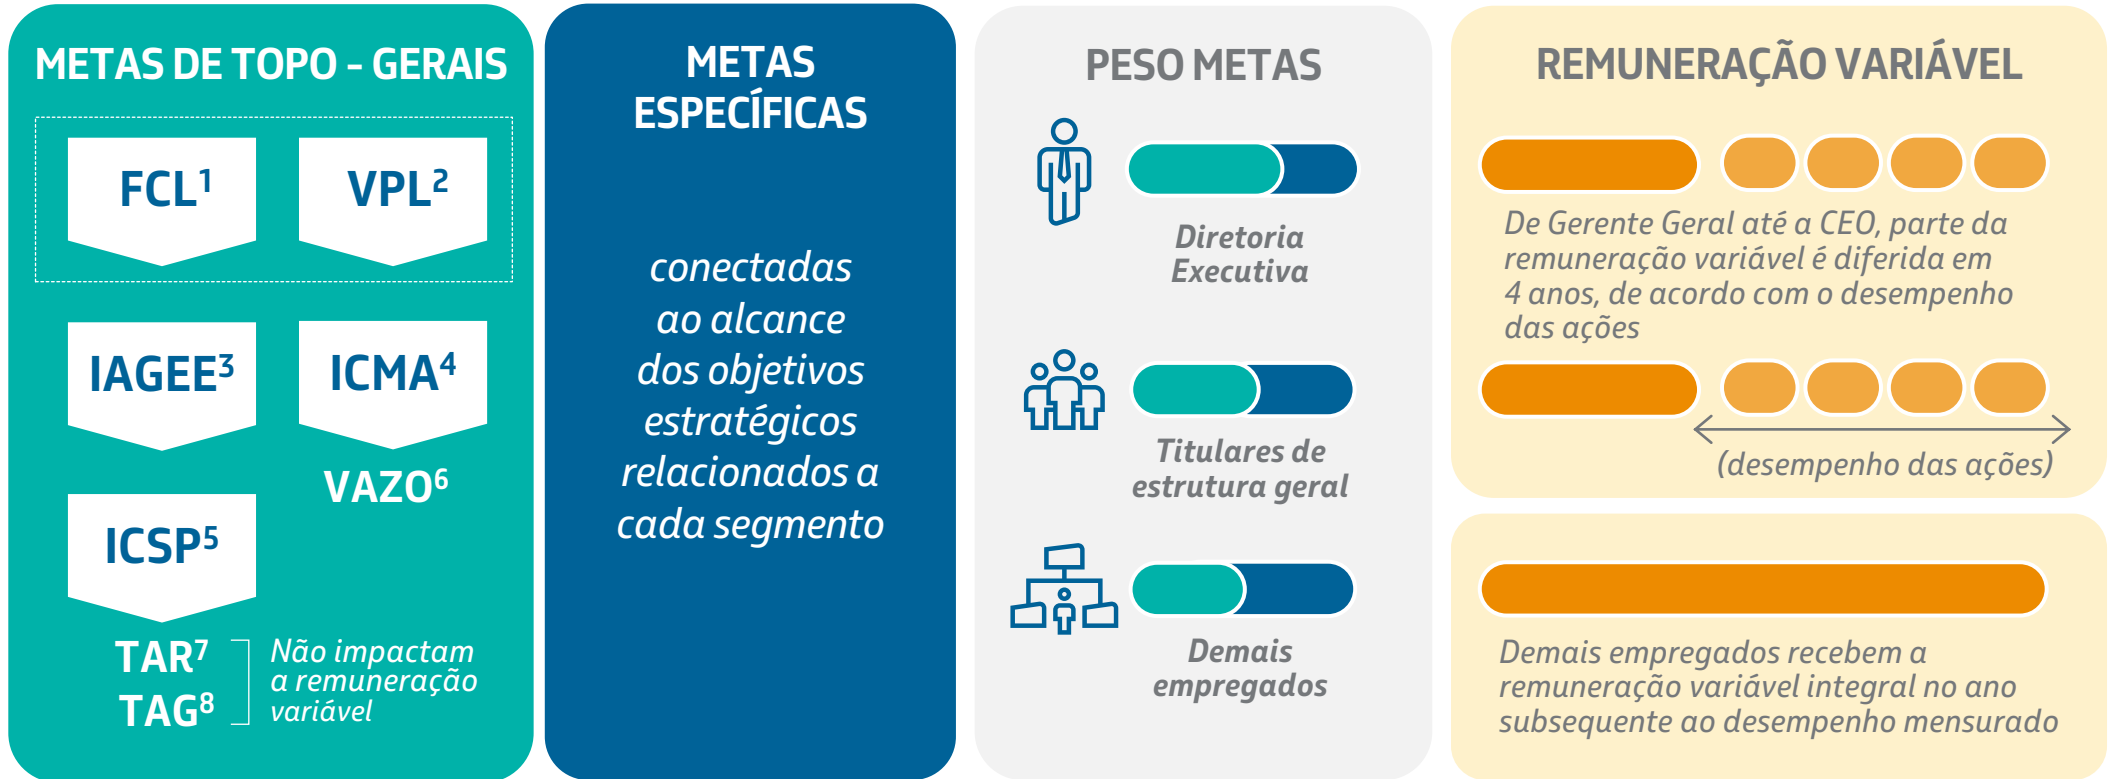 METAS DE TOPO – GERAIS
FCL¹
VPL²
IAGEE³
ICMA⁴
VAZO⁶
ICSP⁵
TAR⁷
TAG⁸
Não impactam
a remuneração
variável
METAS
ESPECÍFICAS
conectadas
ao alcance
dos objetivos
estratégicos
relacionados a
cada segmento
PESO METAS
Diretoria
Executiva
Titulares de
estrutura geral
Demais
empregados
REMUNERAÇÃO VARIÁVEL
De Gerente Geral até a CEO, parte da
remuneração variável é diferida em
4 anos, de acordo com o desempenho
das ações
(desempenho das ações)
Demais empregados recebem a
remuneração variável integral no ano
subsequente ao desempenho mensurado